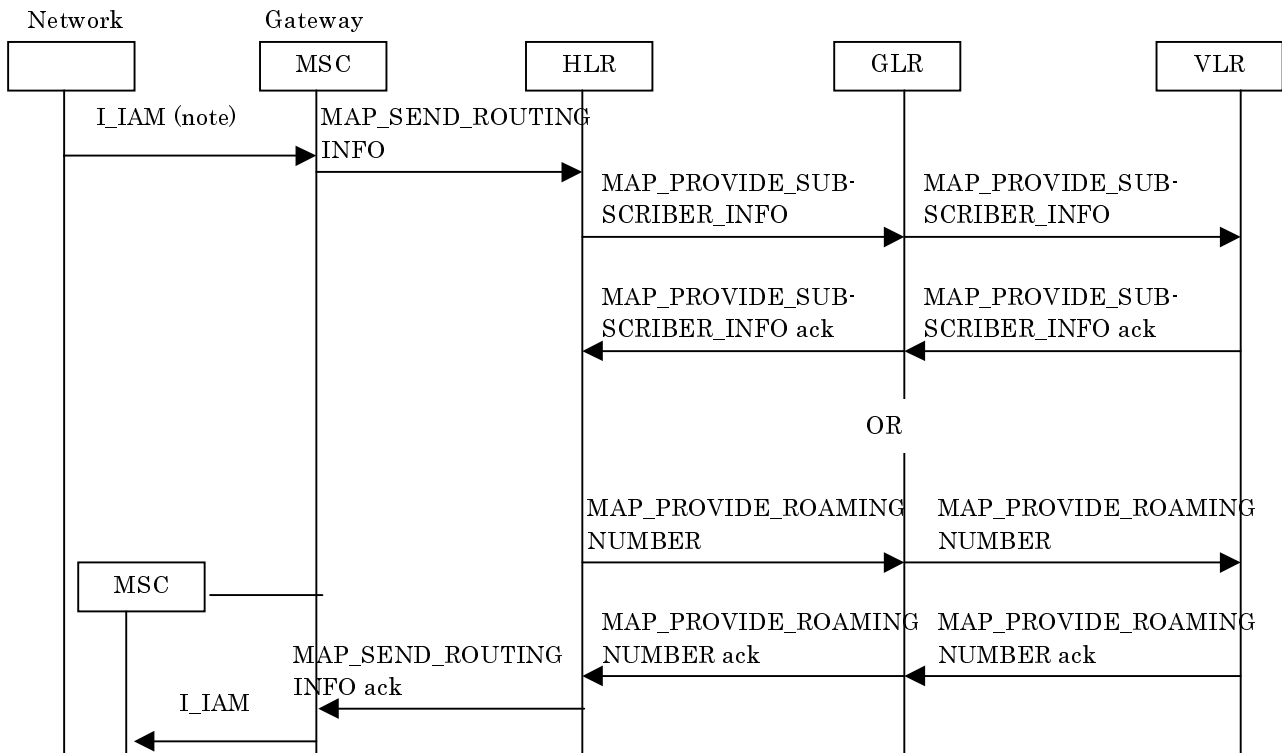 Network
Gateway
MSC
HLR
GLR
VLR
I_IAM (note)
MAP_SEND_ROUTING
INFO
MAP_PROVIDE_SUB-
SCRIBER_INFO
MAP_PROVIDE_SUB-
SCRIBER_INFO
MAP_PROVIDE_SUB-
SCRIBER_INFO ack
MAP_PROVIDE_SUB-
SCRIBER_INFO ack
OR
MAP_PROVIDE_ROAMING
NUMBER
MAP_PROVIDE_ROAMING
NUMBER
MSC
MAP_PROVIDE_ROAMING
NUMBER ack
MAP_PROVIDE_ROAMING
NUMBER ack
MAP_SEND_ROUTING
INFO ack
I_IAM